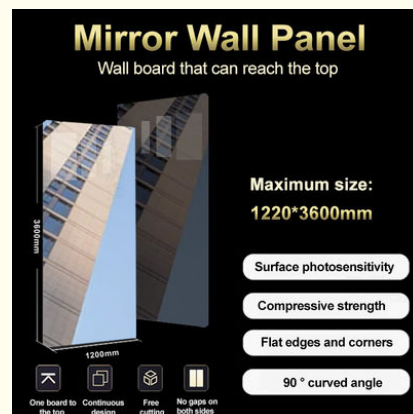 Mirror Wall Panel
Wall board that can reach the top
3600mm
1200mm
Maximum size:
1220*3600mm
Surface photosensitivity
Compressive strength
Flat edges and corners
90 ° curved angle
One board to
the top
Continuous
design
Free
cutting
No gaps on
both sides